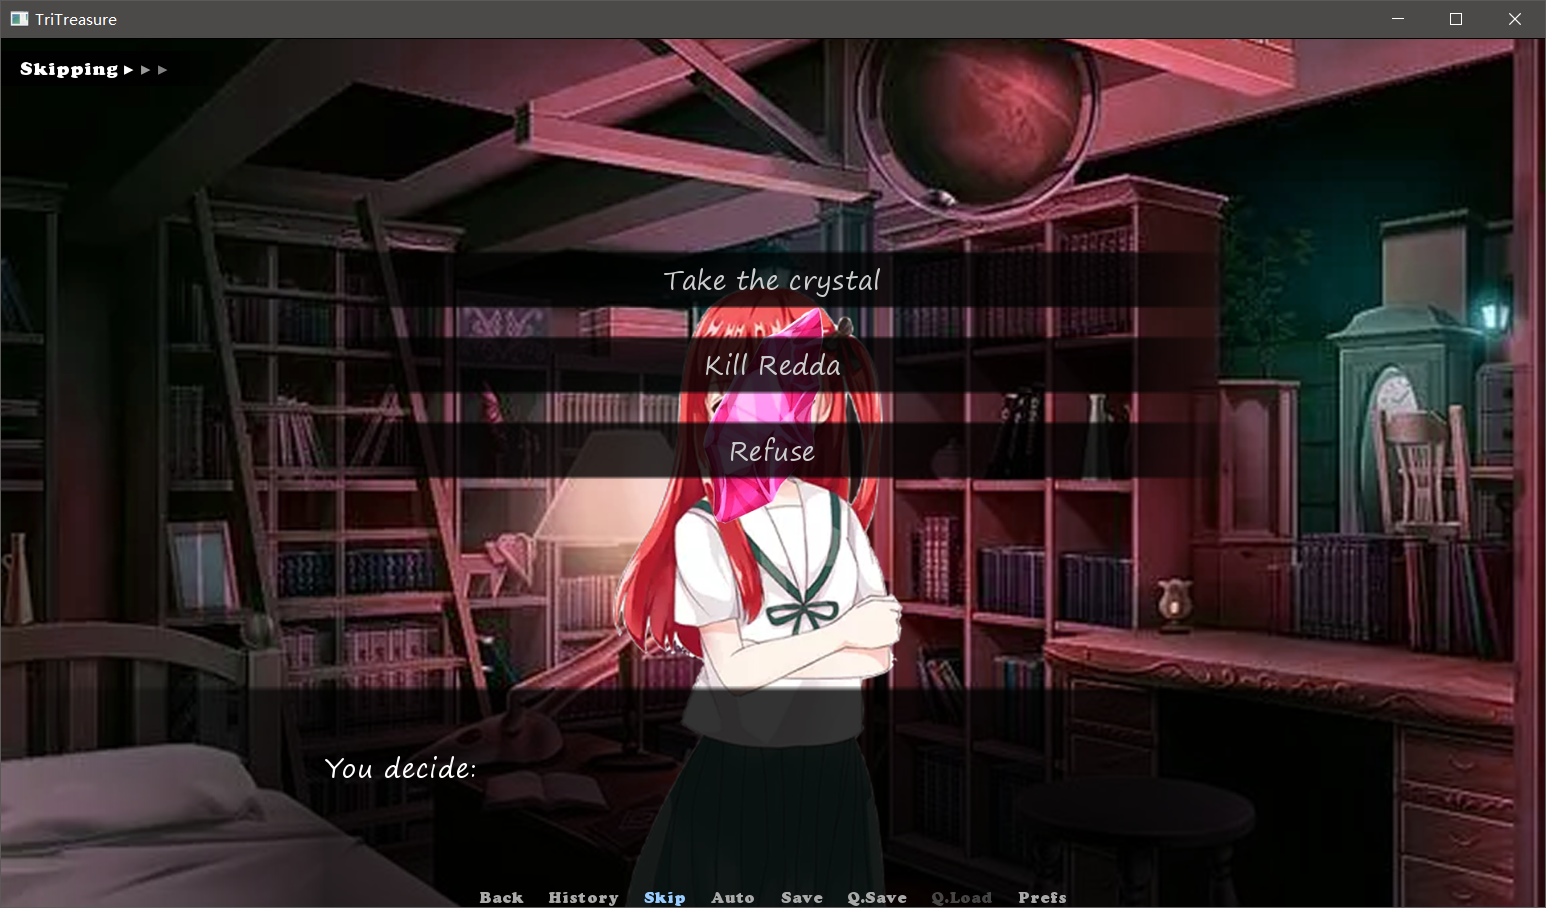 TriTreasure
Skipping
Take the crystal
Kill Redda
Refuse
You decide:
Back History Skip Auto Save Q.Save Q.Load Prefs